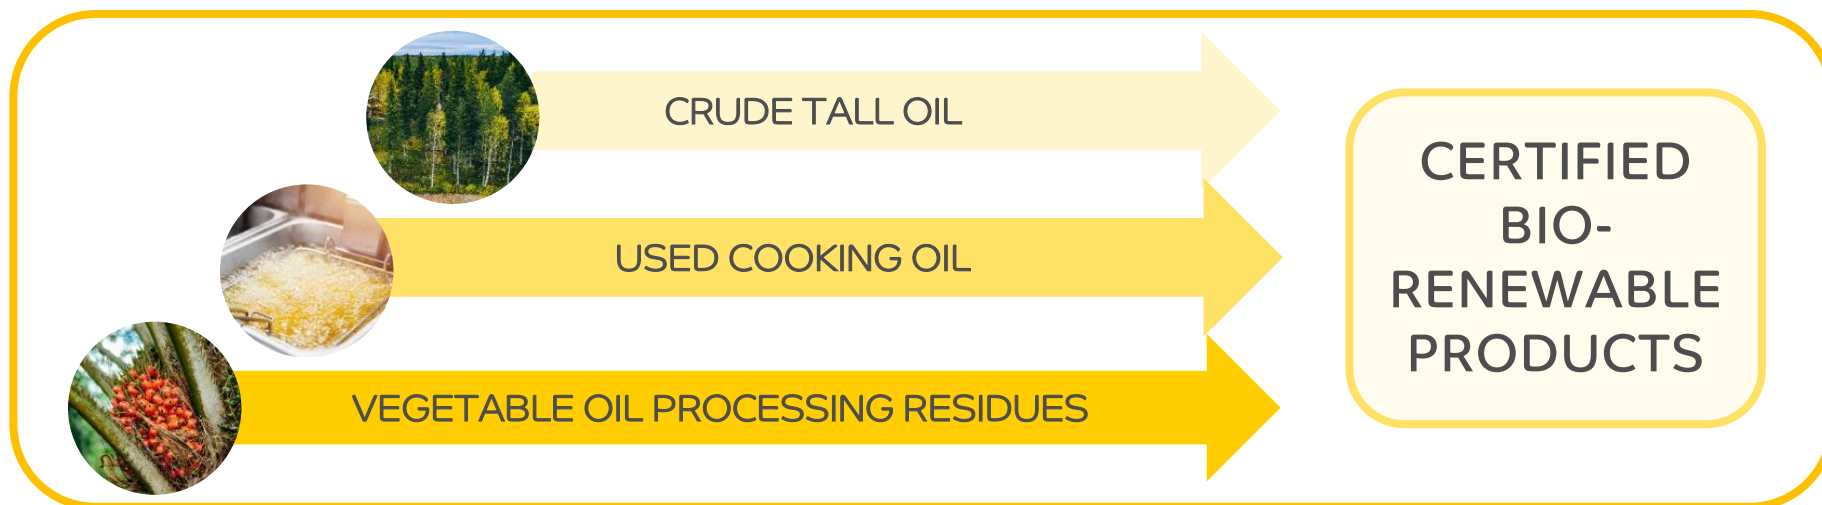 CRUDE TALL OIL
USED COOKING OIL
VEGETABLE OIL PROCESSING RESIDUES
CERTIFIED
BIO-
RENEWABLE
PRODUCTS